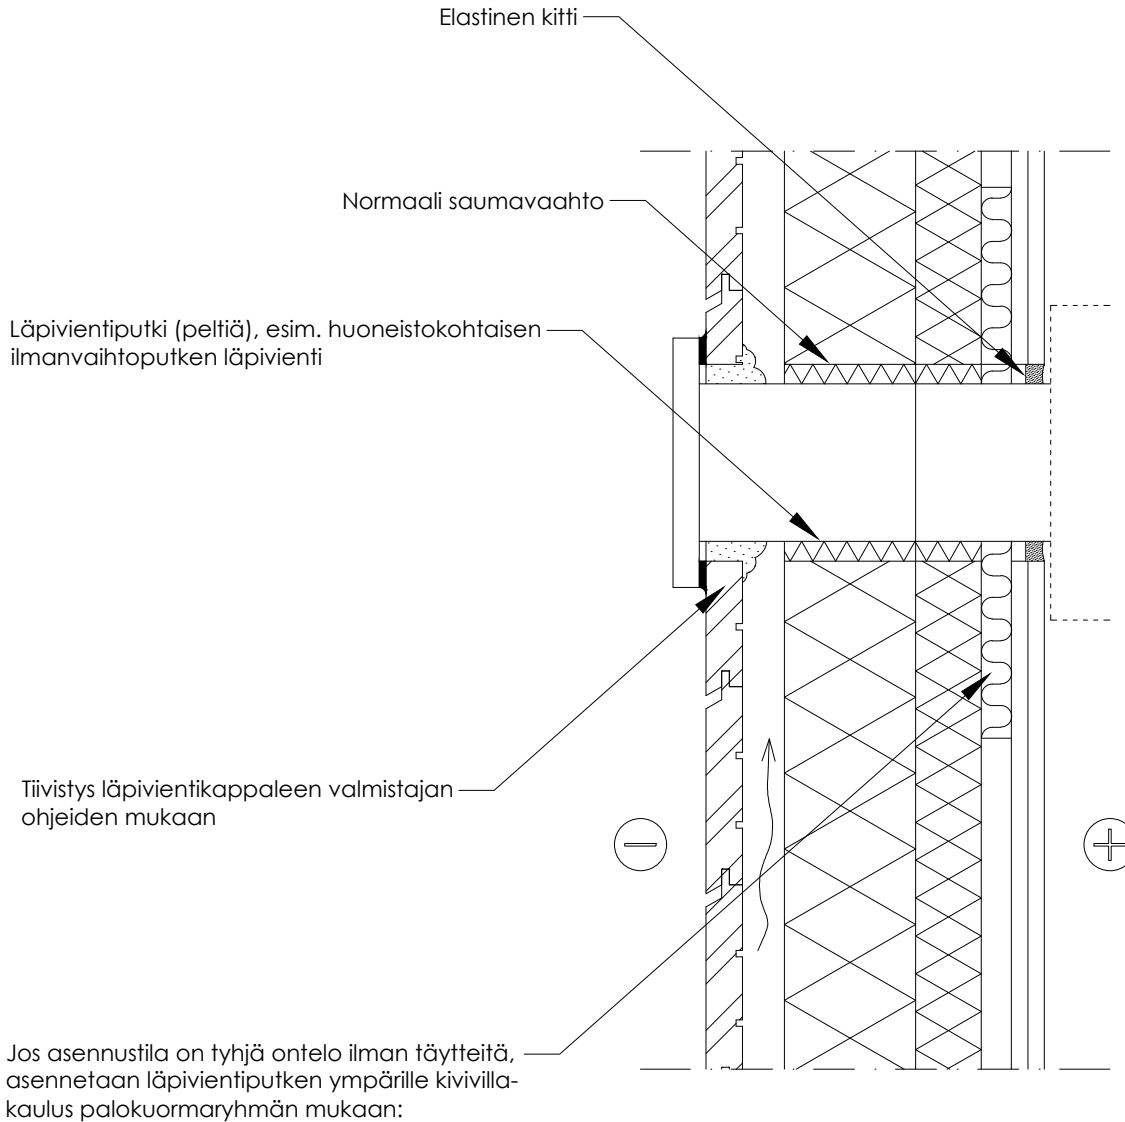 Elastinen kitti
Normaali saumavaahto
Läpivientiputki (peltiä), esim. huoneistokohtaisen
ilmanvaihtoputken läpivienti
Tiivistys läpivientikappaleen valmistajan
ohjeiden mukaan
Jos asennustila on tyhjä ontelo ilman täytteitä,
asennetaan läpivientiputken ympärille kivivilla-
kaulus palokuormaryhmän mukaan: